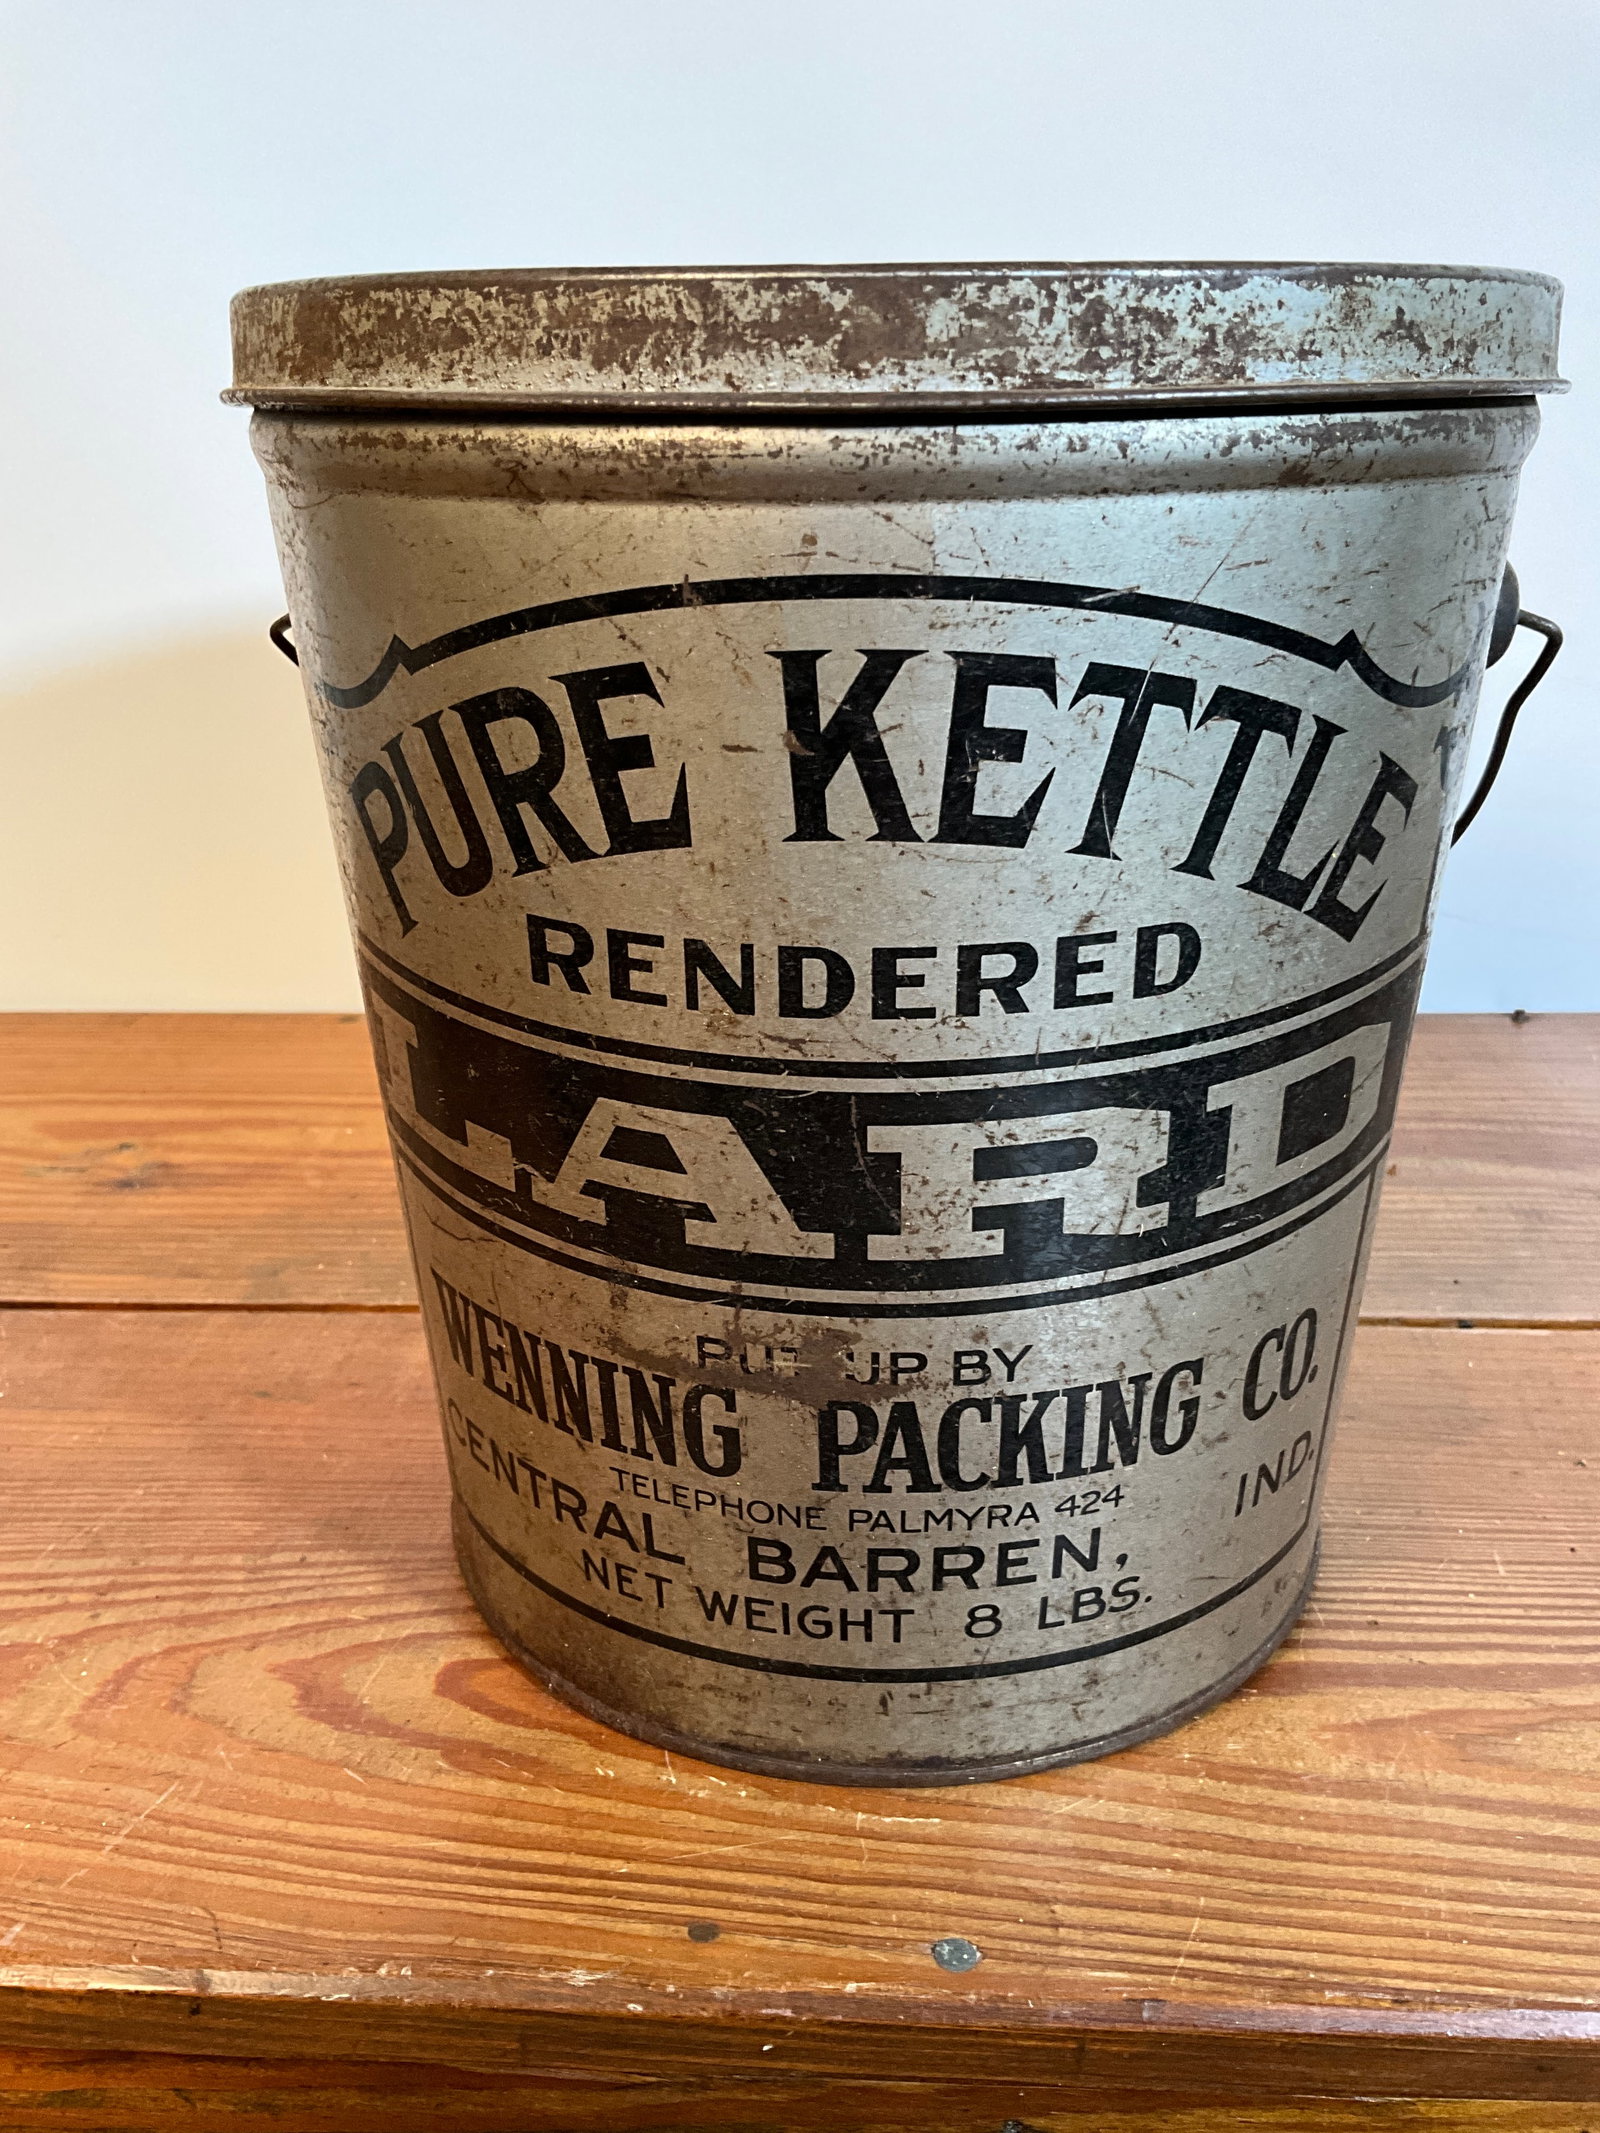 PURE KETTLE
RENDERED
LARD
PUT UP BY
WENNING PACKING CO.
TELEPHONE PALMYRA 424
CENTRAL BARREN, IND.
NET WEIGHT 8 LBS.